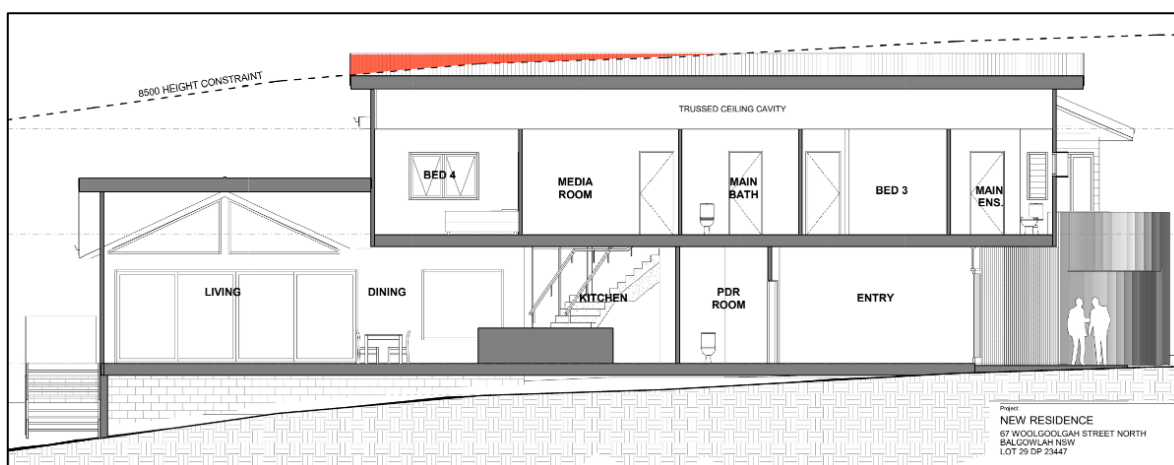 8500 HEIGHT CONSTRAINT
TRUSSED CEILING CAVITY
BED 4
MEDIA
ROOM
MAIN
BATH
BED 3
MAIN
ENS.
LIVING
DINING
KITCHEN
PDR
ROOM
ENTRY
Project:
NEW RESIDENCE
67 WOOLGOOLGAH STREET NORTH
BALGOWLAH NSW
LOT 29 DP 23447